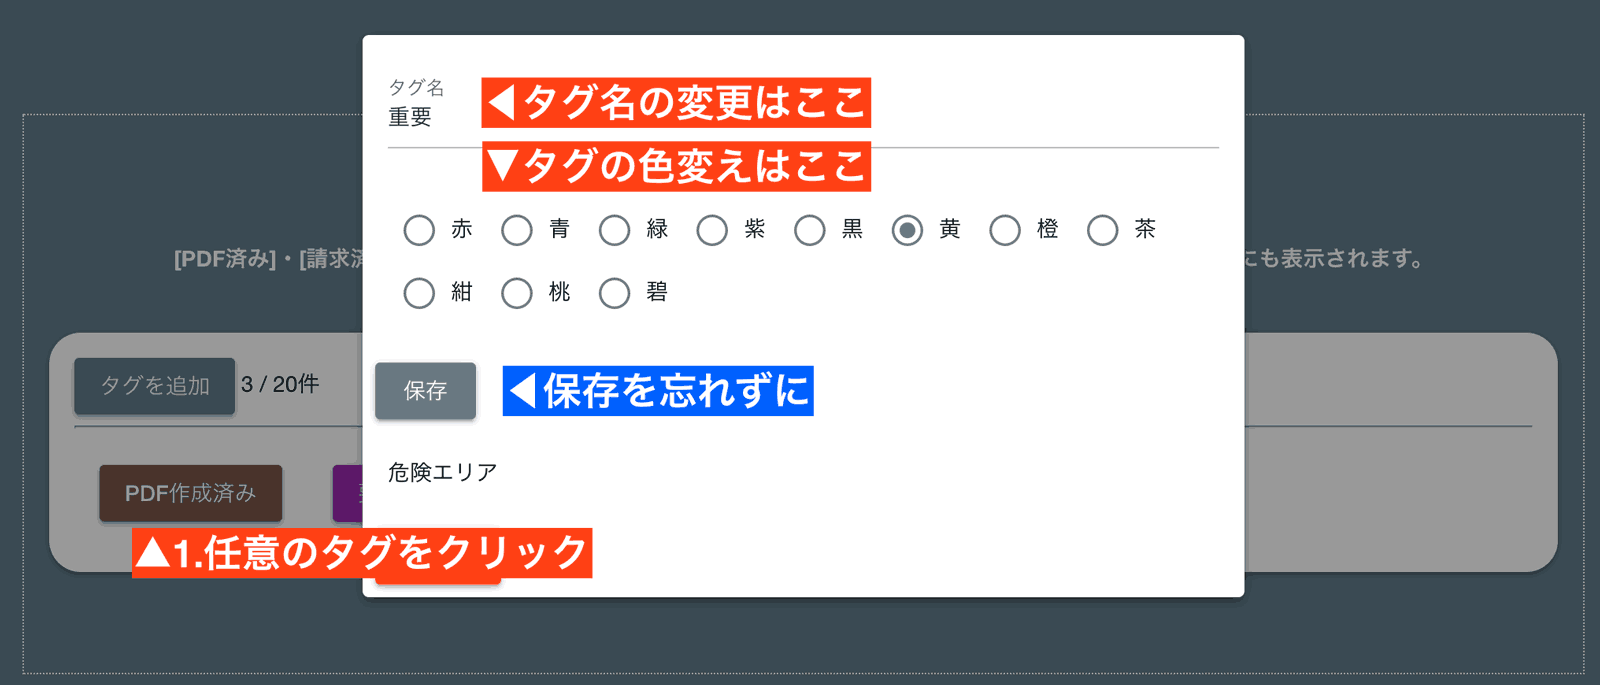 タグ名
重要
◀タグ名の変更はここ
▼タグの色変えはここ
赤 青 緑 紫 黒 黄 橙 茶
紺 桃 碧
[PDF済み]・[請求済
にも表示されます。
タグを追加 3 / 20件
保存
◀保存を忘れずに
危険エリア
PDF作成済み
▲1.任意のタグをクリック